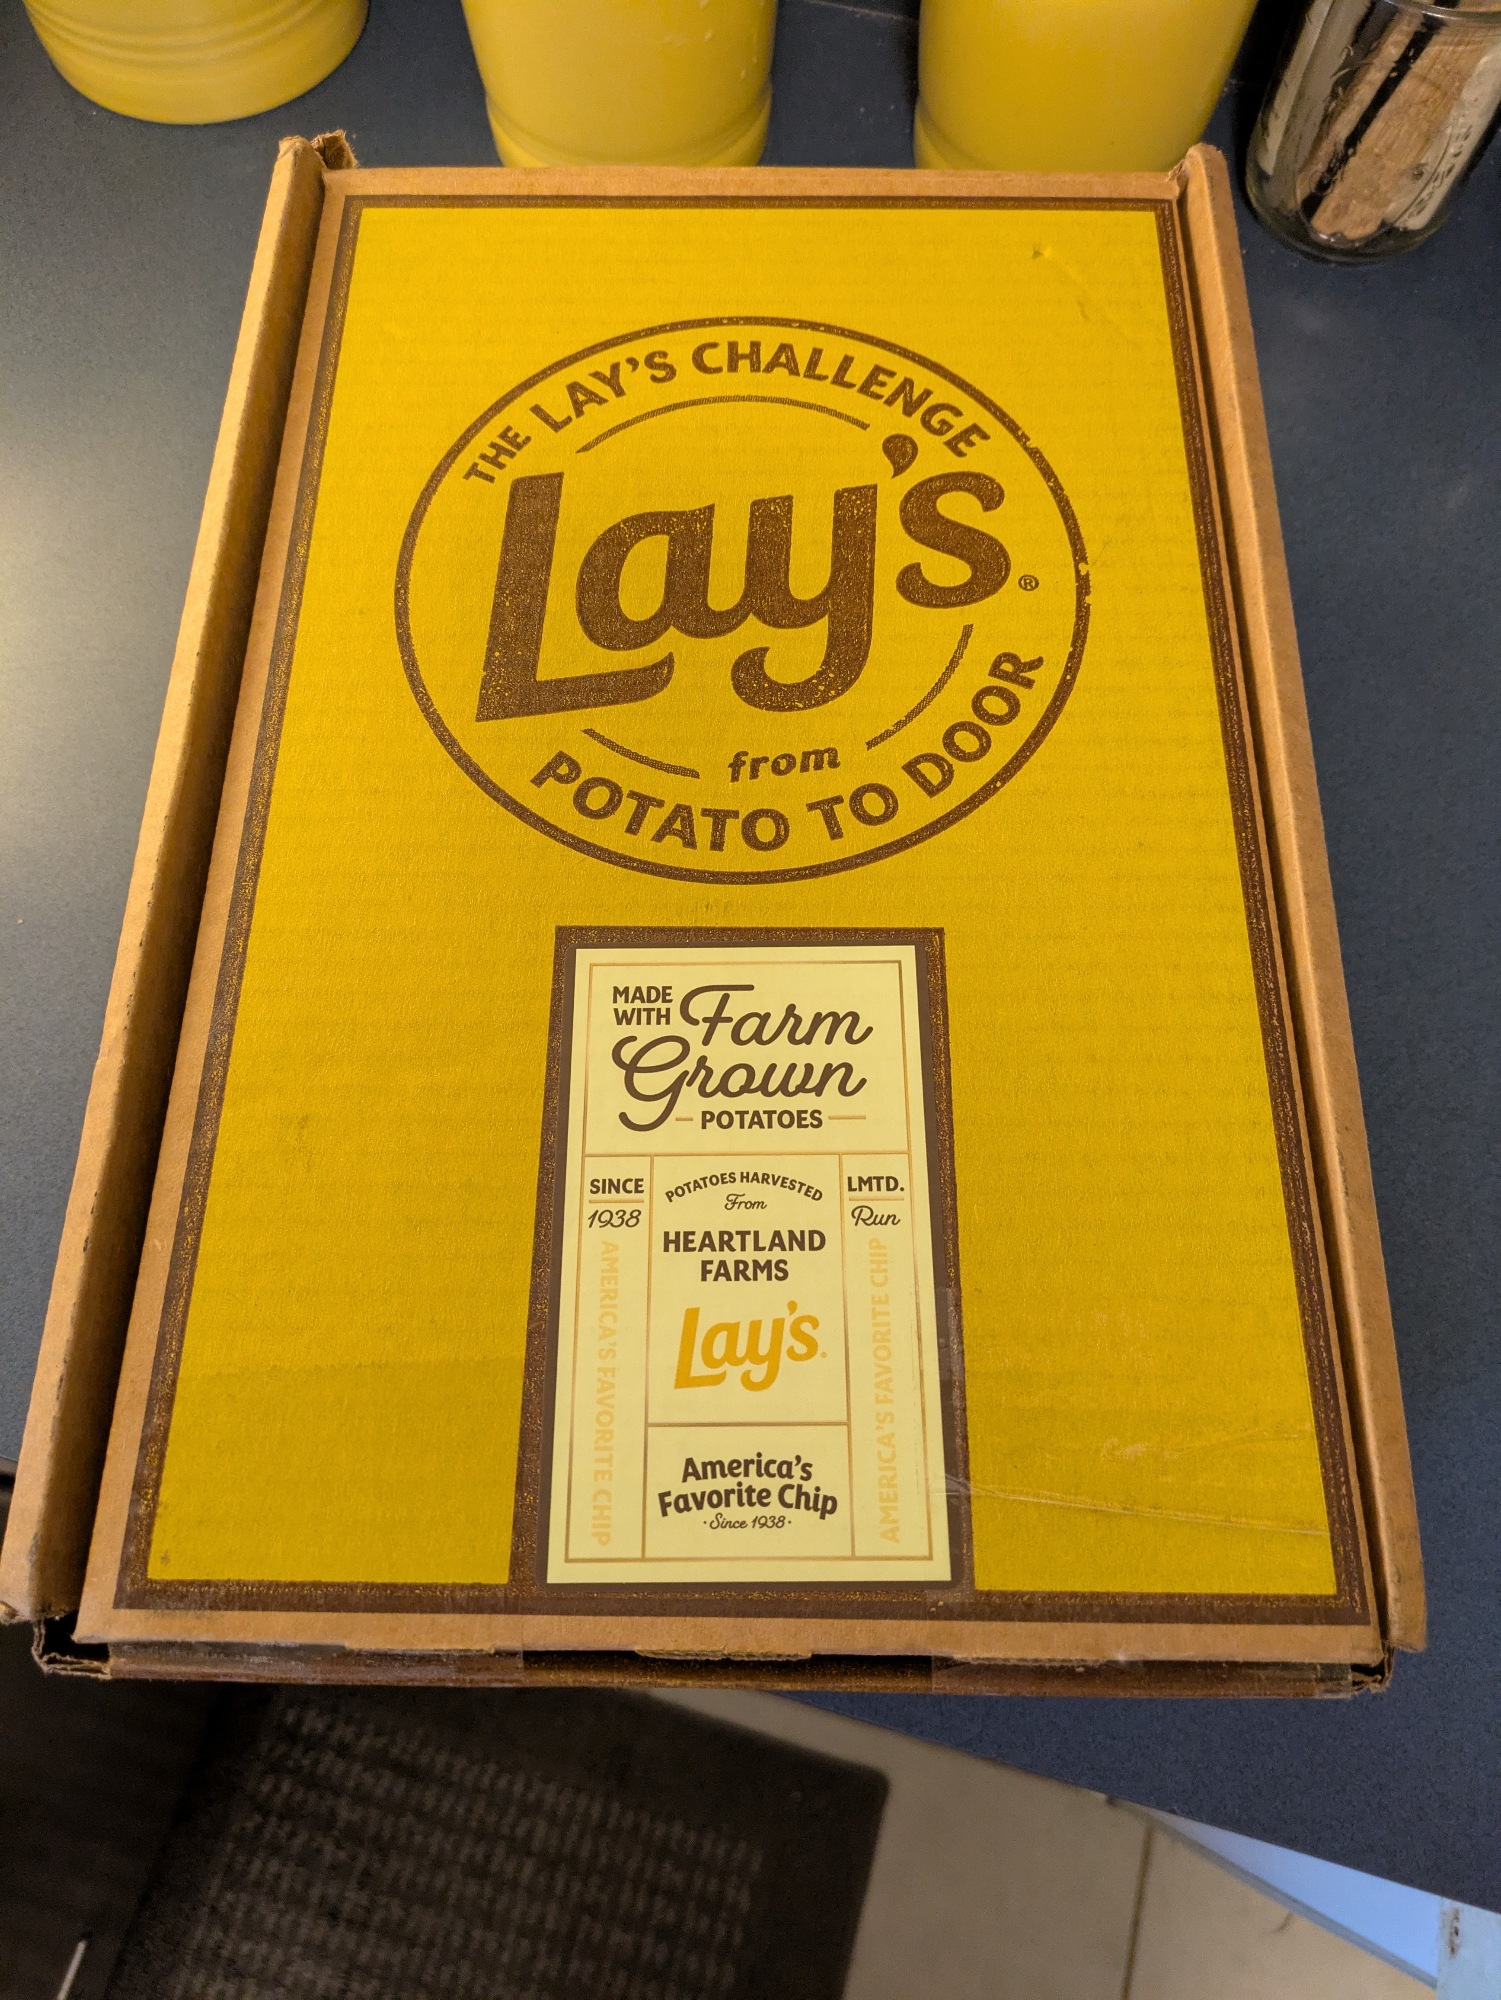 THE LAY'S CHALLENGE
Lay's®
from
POTATO TO DOOR
MADE WITH Farm
Grown
POTATOES
SINCE
1938
AMERICA'S FAVORITE CHIP
POTATOES HARVESTED
From
HEARTLAND
FARMS
Lay's.
LMTD.
Run
AMERICA'S FAVORITE CHIP
America's
Favorite Chip
· Since 1938 ·